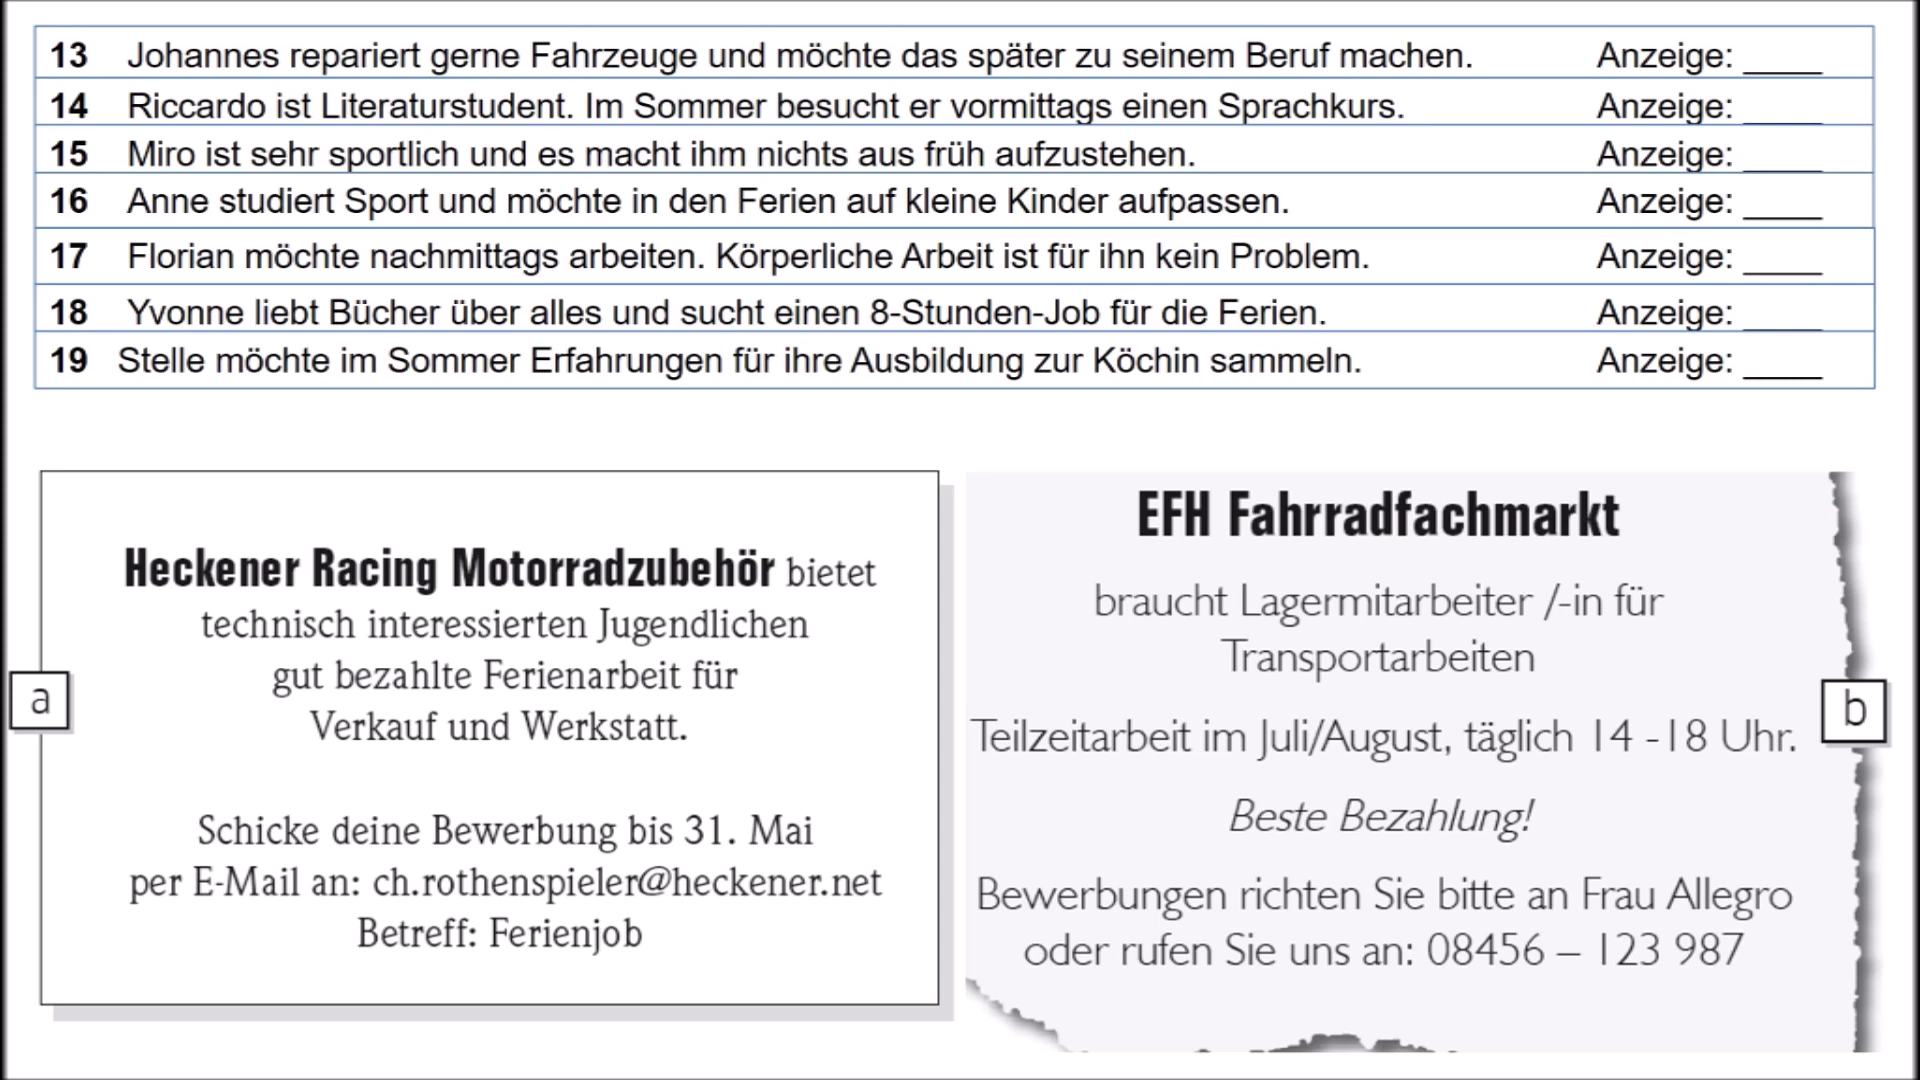 13 Johannes repariert gerne Fahrzeuge und möchte das später zu seinem Beruf machen. Anzeige: ____
14 Riccardo ist Literaturstudent. Im Sommer besucht er vormittags einen Sprachkurs. Anzeige: ____
15 Miro ist sehr sportlich und es macht ihm nichts aus früh aufzustehen. Anzeige: ____
16 Anne studiert Sport und möchte in den Ferien auf kleine Kinder aufpassen. Anzeige: ____
17 Florian möchte nachmittags arbeiten. Körperliche Arbeit ist für ihn kein Problem. Anzeige: ____
18 Yvonne liebt Bücher über alles und sucht einen 8-Stunden-Job für die Ferien. Anzeige: ____
19 Stelle möchte im Sommer Erfahrungen für ihre Ausbildung zur Köchin sammeln. Anzeige: ____
a
Heckener Racing Motorradzubehör bietet
technisch interessierten Jugendlichen
gut bezahlte Ferienarbeit für
Verkauf und Werkstatt.
Schicke deine Bewerbung bis 31. Mai
per E-Mail an: ch.rothenspieler@heckener.net
Betreff: Ferienjob
b
EFH Fahrradfachmarkt
braucht Lagermitarbeiter /-in für
Transportarbeiten
Teilzeitarbeit im Juli/August, täglich 14 -18 Uhr.
Beste Bezahlung!
Bewerbungen richten Sie bitte an Frau Allegro
oder rufen Sie uns an: 08456 – 123 987